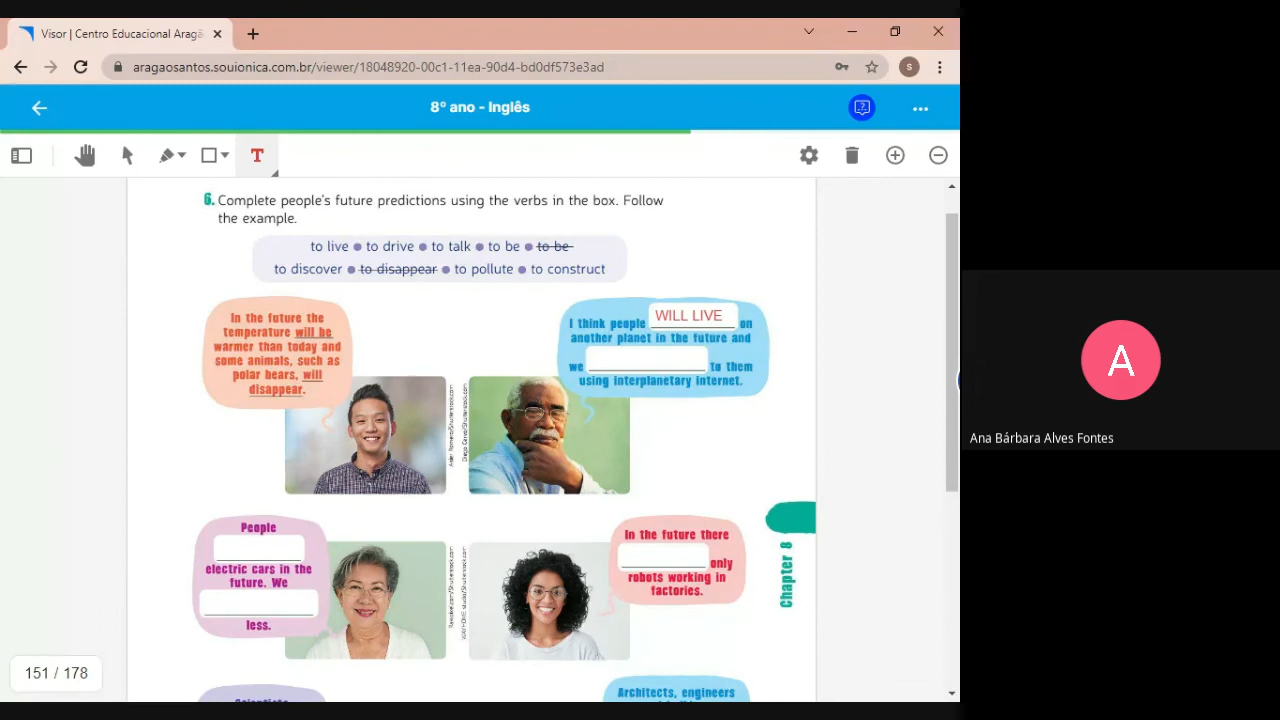 Visor | Centro Educacional Aragã
aragaosantos.souionica.com.br/viewer/18048920-00c1-11ea-90d4-bd0df573e3ad
S
8º ano - Inglês
?
T
6. Complete people's future predictions using the verbs in the box. Follow
the example.
to live ● to drive ● to talk ● to be ● to be
to discover ● to disappear ● to pollute ● to construct
In the future the
temperature will be
warmer than today and
some animals, such as
polar bears, will
disappear.
I think people WILL LIVE on
another planet in the future and
we ____ to them
using interplanetary internet.
People
____
electric cars in the
future. We
____
less.
In the future there
____ only
robots working in
factories.
Chapter 8
Scientists
Architects, engineers
151 / 178
A
Ana Bárbara Alves Fontes